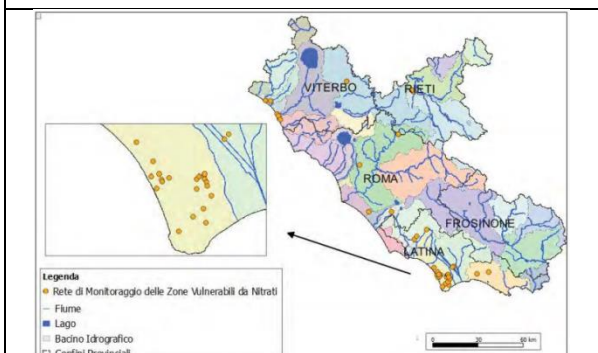 VITERBO
RIETI
ROMA
FROSINONE
LATINA
Legenda
Rete di Monitoraggio delle Zone Vulnerabili da Nitrati
Fiume
Lago
Bacino Idrografico
Confini Provinciali
0 30 60 km